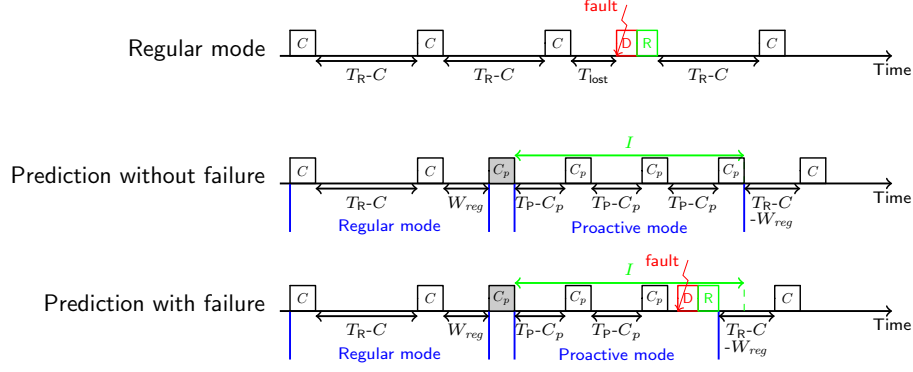 fault
Regular mode C C C D R C
T_R-C T_R-C T_lost T_R-C Time
I
Prediction without failure C C C_p C_p C_p C_p C
T_R-C W_reg T_P-C_p T_P-C_p T_P-C_p T_R-C Time
-W_reg
Regular mode Proactive mode
fault
I
Prediction with failure C C C_p C_p C_p D R C
T_R-C W_reg T_P-C_p T_P-C_p T_R-C Time
-W_reg
Regular mode Proactive mode